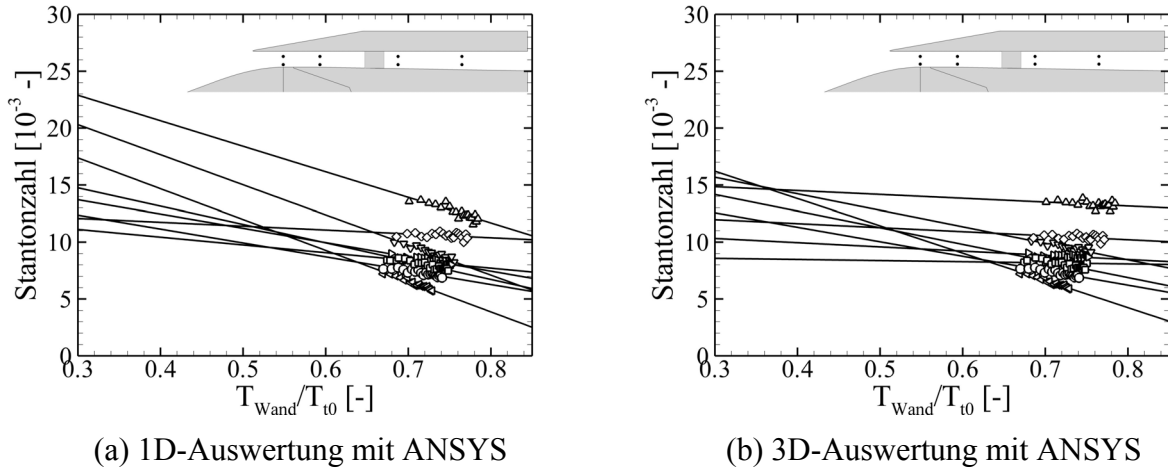 30
25
20
15
10
5
0
Stantonzahl [10⁻³ -]
0.3 0.4 0.5 0.6 0.7 0.8
T_Wand/T_t0 [-]
(a) 1D-Auswertung mit ANSYS
30
25
20
15
10
5
0
Stantonzahl [10⁻³ -]
0.3 0.4 0.5 0.6 0.7 0.8
T_Wand/T_t0 [-]
(b) 3D-Auswertung mit ANSYS